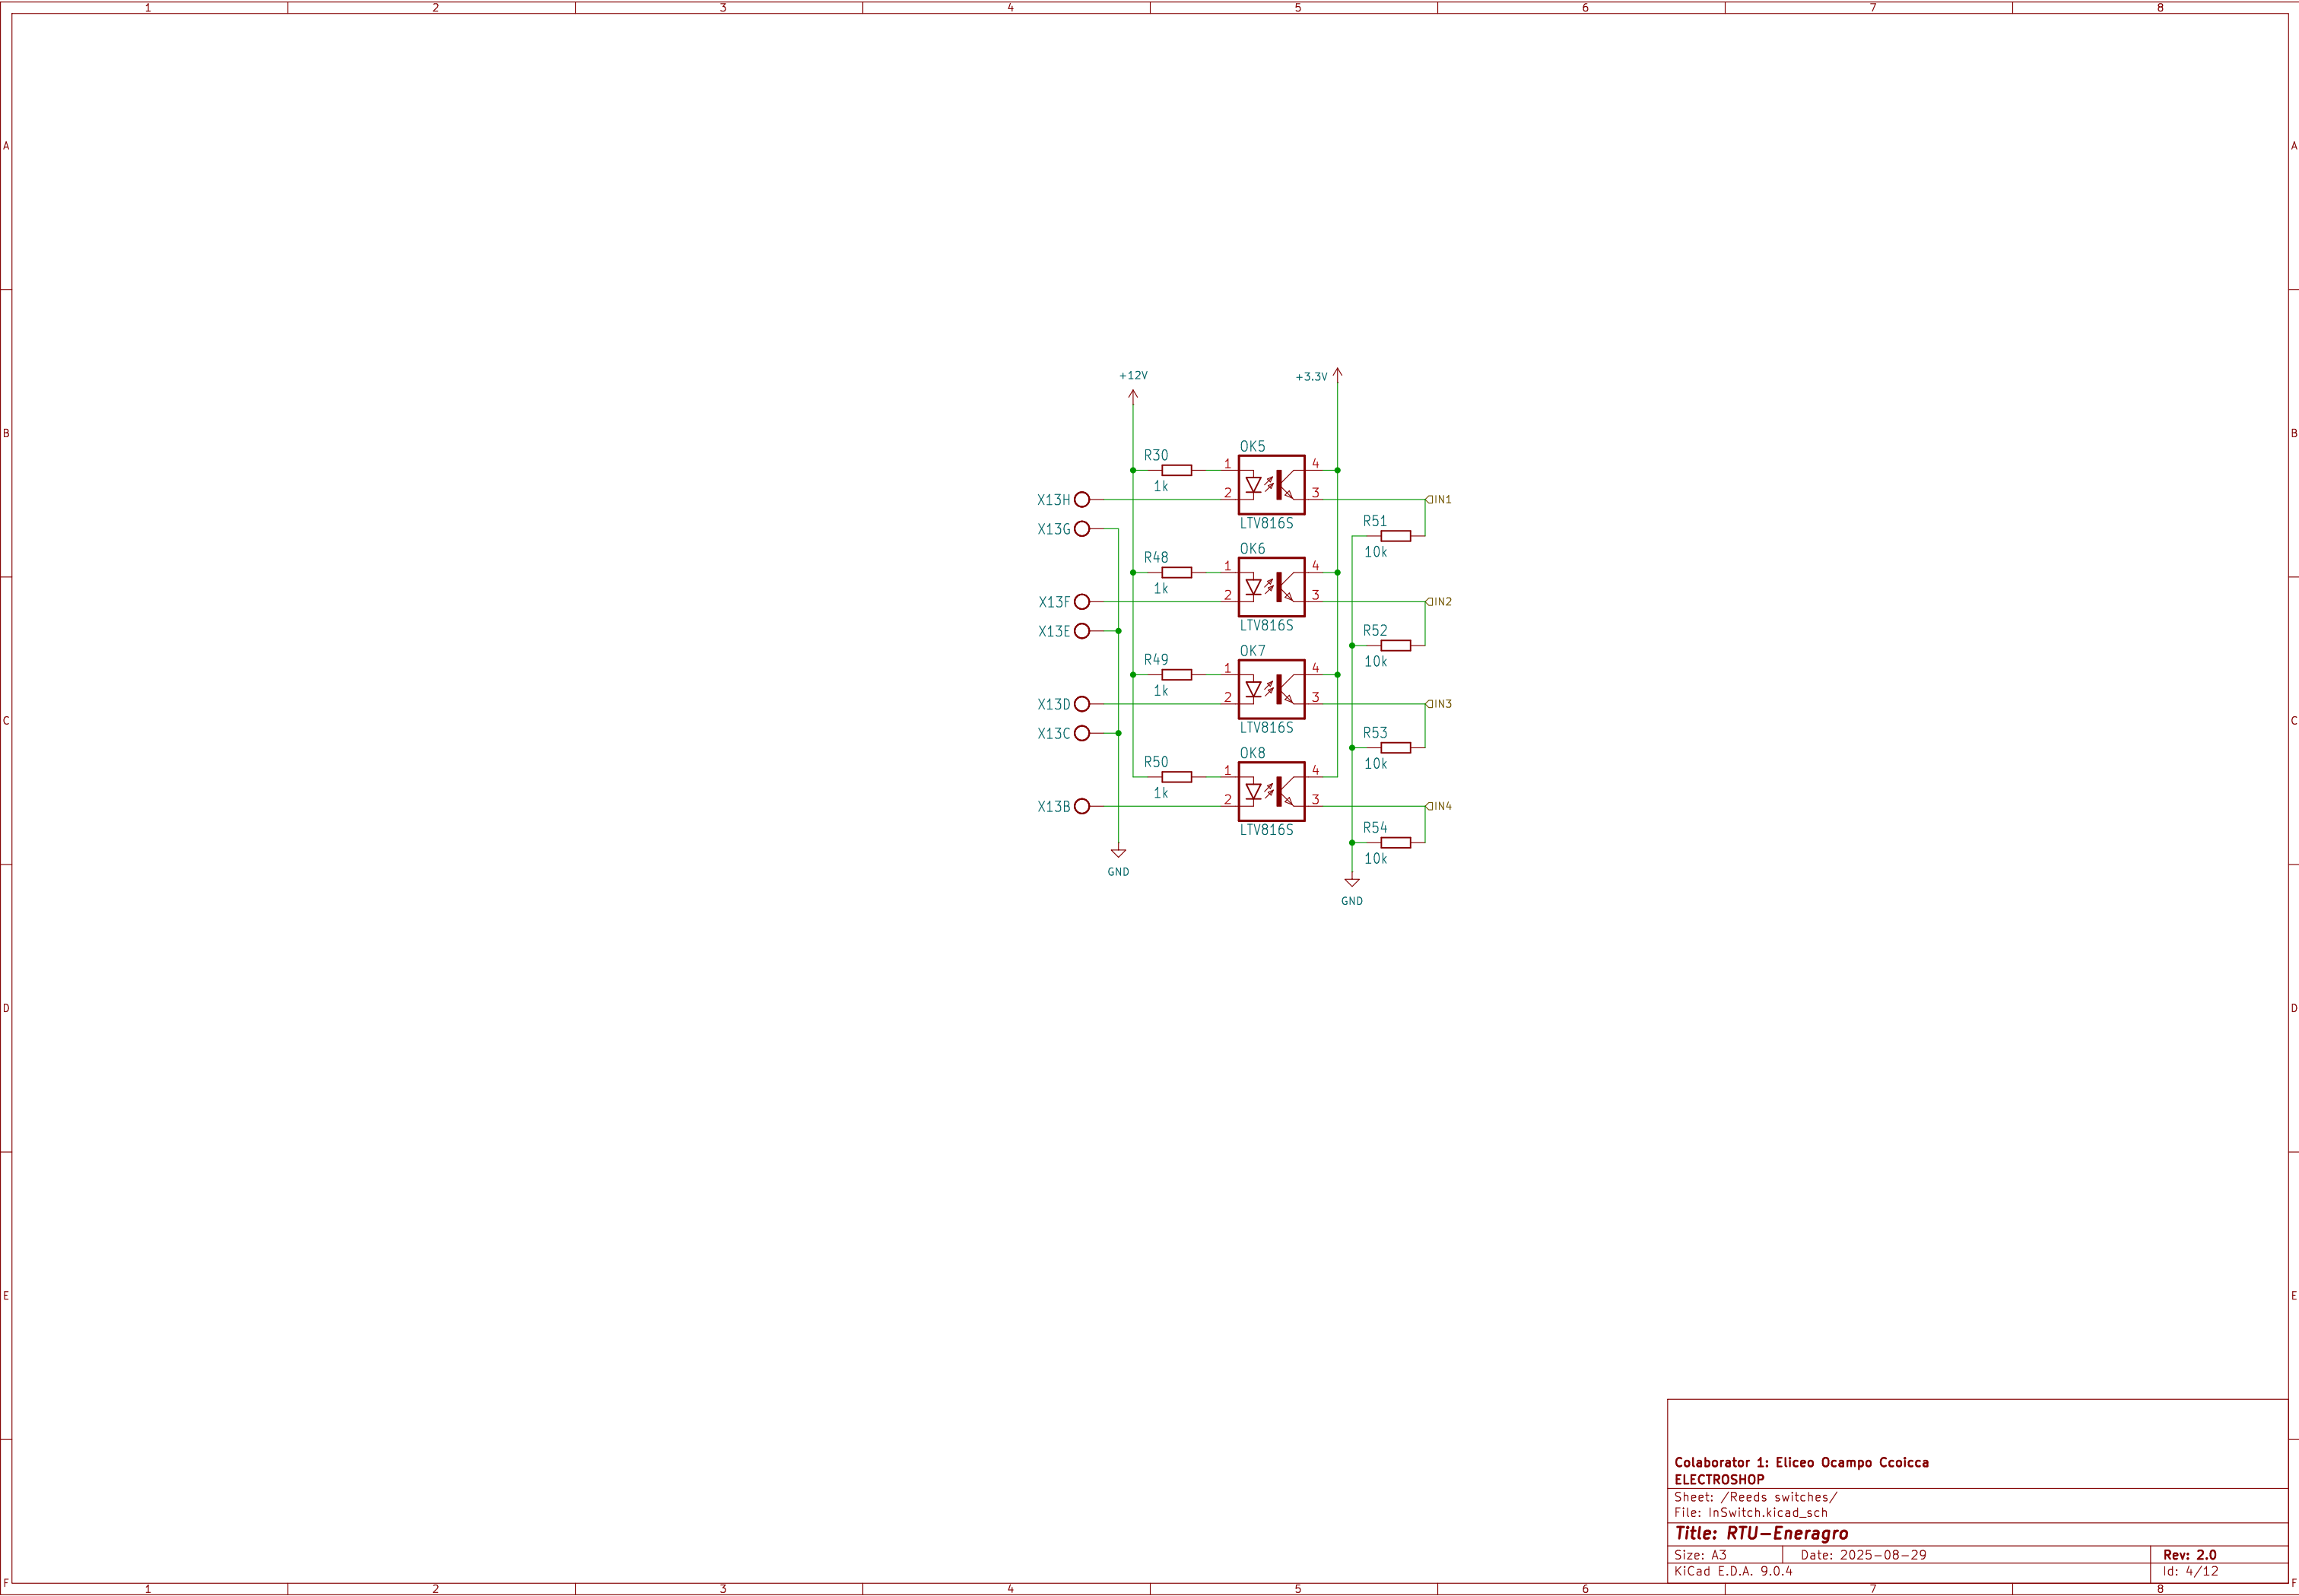 1 2 3 4 5 6 7 8
A A
+12V +3.3V
B B
OK5
R30 1 4
1k
X13H 2 3 IN1
X13G LTV816S R51
OK6 10k
R48 1 4
1k
X13F 2 3 IN2
X13E LTV816S R52
OK7 10k
R49 1 4
1k
X13D 2 3 IN3
C C
X13C LTV816S R53
OK8 10k
R50 1 4
1k
X13B 2 3 IN4
LTV816S R54
10k
GND
GND
D D
E E
Colaborator 1: Eliceo Ocampo Ccoicca
ELECTROSHOP
Sheet: /Reeds switches/
File: InSwitch.kicad_sch
Title: RTU-Eneragro
Size: A3 Date: 2025-08-29 Rev: 2.0
KiCad E.D.A. 9.0.4 Id: 4/12
F F
1 2 3 4 5 6 7 8